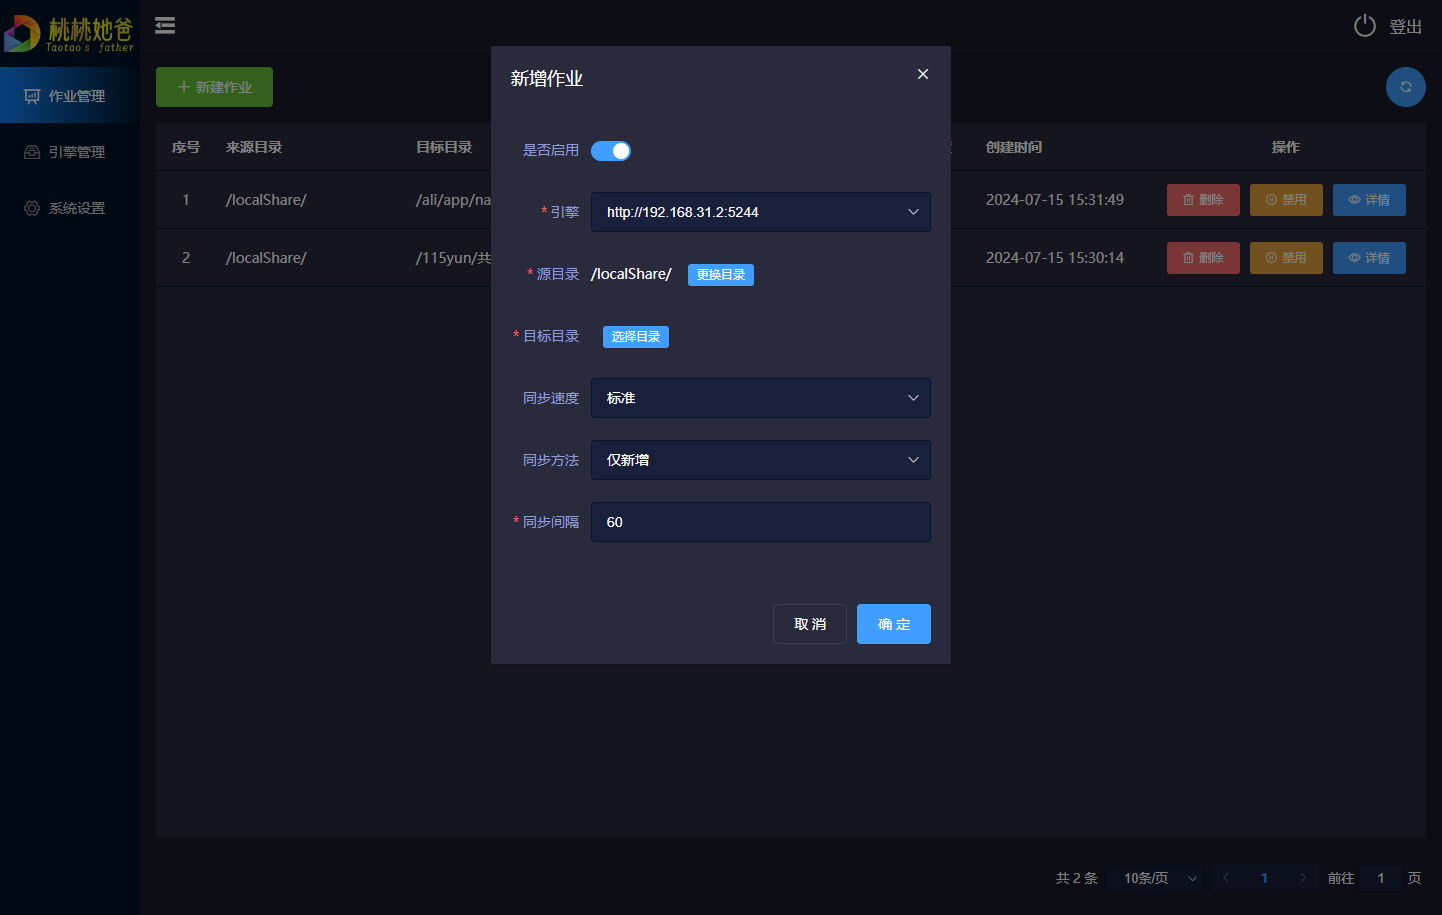 桃桃她爸
Taotao's father
登出
作业管理
引擎管理
系统设置
新建作业
序号 来源目录 目标目录 创建时间 操作
1 /localShare/ /ali/app/na 2024-07-15 15:31:49 删除 禁用 详情
2 /localShare/ /115yun/共 2024-07-15 15:30:14 删除 禁用 详情
新增作业
是否启用
*引擎 http://192.168.31.2:5244
*源目录 /localShare/ 更换目录
*目标目录 选择目录
同步速度 标准
同步方法 仅新增
*同步间隔 60
取 消 确 定
共 2 条 10条/页 1 前往 1 页